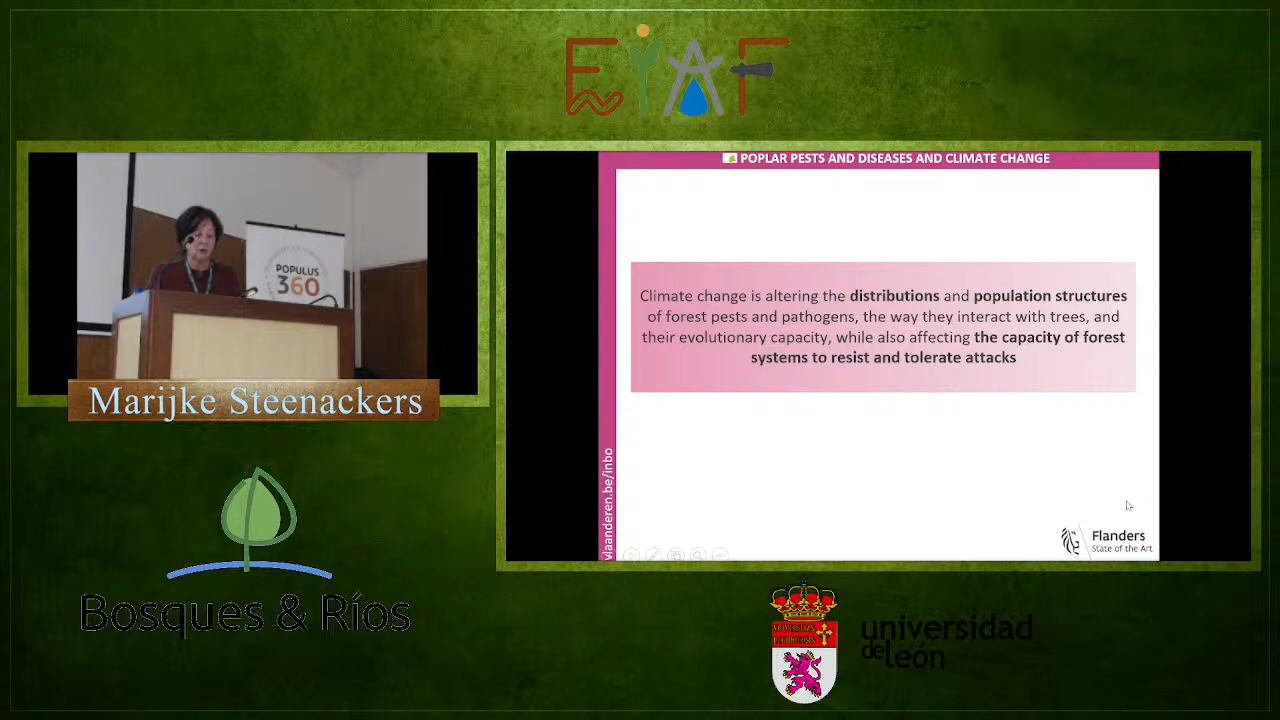 EIAF
POPLAR PESTS AND DISEASES AND CLIMATE CHANGE
POPULUS
360
Climate change is altering the distributions and population structures
of forest pests and pathogens, the way they interact with trees, and
their evolutionary capacity, while also affecting the capacity of forest
systems to resist and tolerate attacks
Marijke Steenackers
vlaanderen.be/inbo
Flanders
State of the Art
Bosques & Ríos
universidad
de león